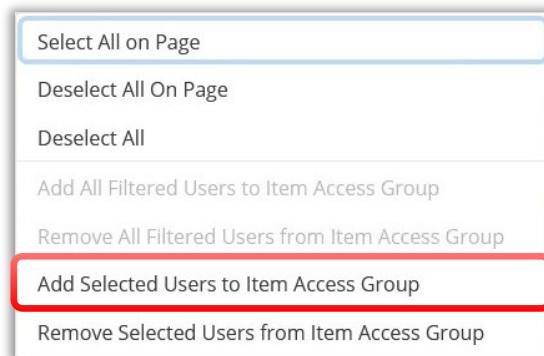 Select All on Page
Deselect All On Page
Deselect All
Add All Filtered Users to Item Access Group
Remove All Filtered Users from Item Access Group
Add Selected Users to Item Access Group
Remove Selected Users from Item Access Group